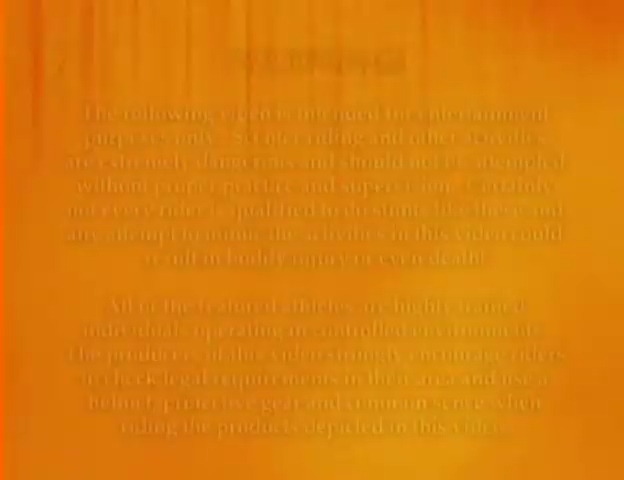 WARNING
The following video is intended for entertainment
purposes only. Scooter riding and other activities
are extremely dangerous and should not be attempted
without proper practice and supervision. Certainly
not every rider is qualified to do stunts like these and
any attempt to mimic the activities in this video could
result in bodily injury or even death!
All of the featured athletes are highly trained
individuals operating in controlled environments.
The producers of this video strongly encourage riders
to check legal requirements in their area and use a
helmet, protective gear and common sense when
riding the products depicted in this video.